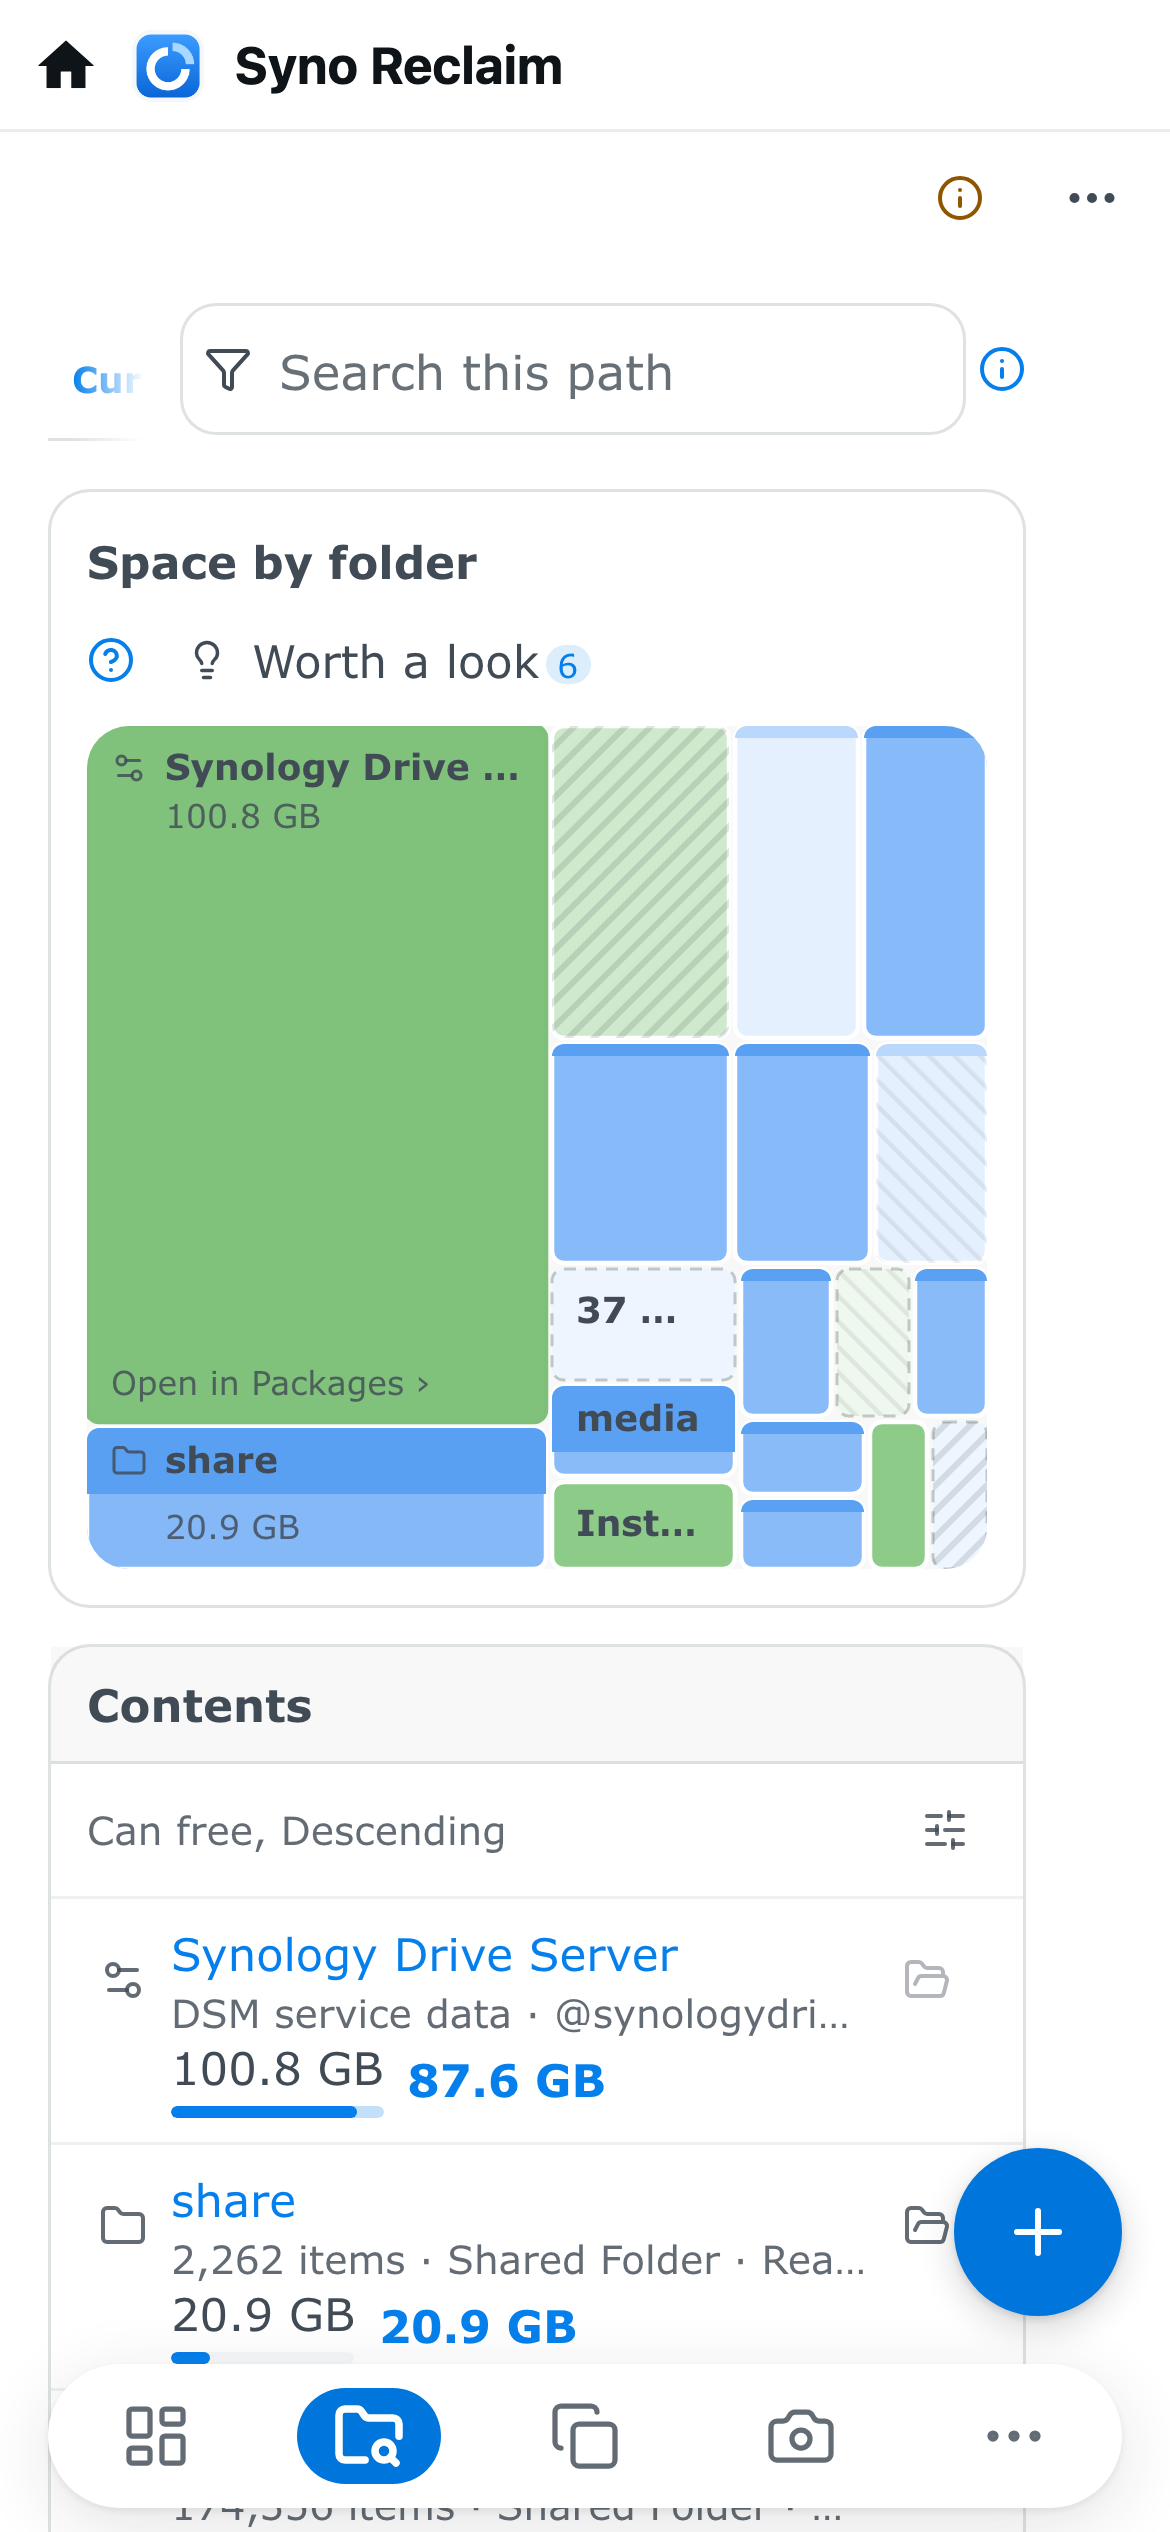 Syno Reclaim
Cur
Search this path
Space by folder
Worth a look 6
Synology Drive ...
100.8 GB
Open in Packages ›
share
20.9 GB
37 ...
media
Inst...
Contents
Can free, Descending
Synology Drive Server
DSM service data · @synologydri...
100.8 GB 87.6 GB
share
2,262 items · Shared Folder · Rea...
20.9 GB 20.9 GB
items · Shared Folder · ...